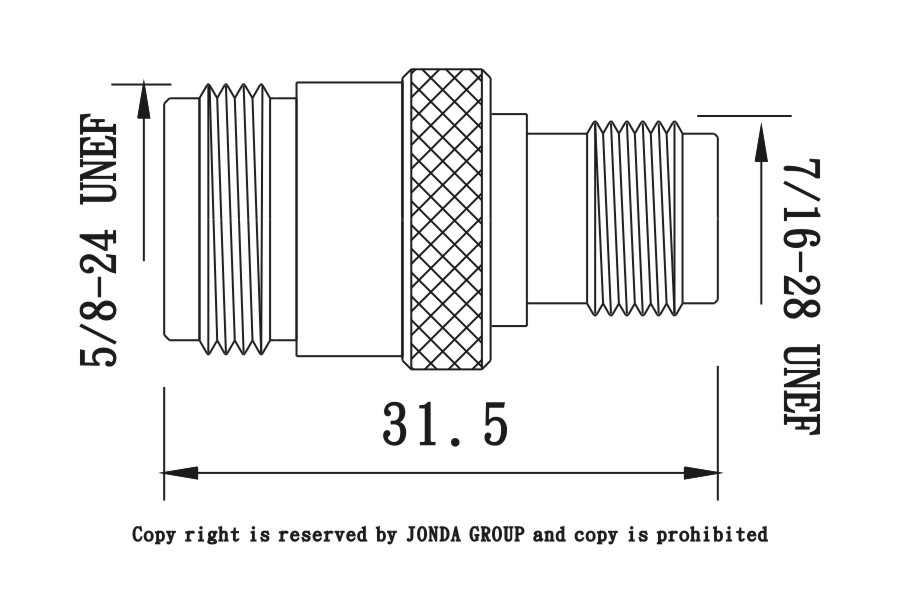 5/8-24 UNEF
7/16-28 UNEF
31.5
Copy right is reserved by JONDA GROUP and copy is prohibited